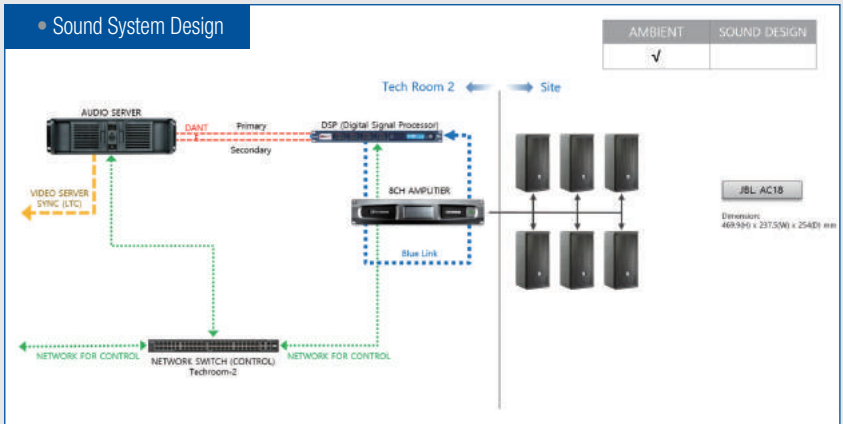 • Sound System Design
AMBIENT SOUND DESIGN
√
Tech Room 2
Site
AUDIO SERVER
DANT
Primary
Secondary
DSP (Digital Signal Processor)
VIDEO SERVER
SYNC (LTC)
8CH AMPLITIER
Blue Link
JBL AC18
Dimension:
469.9(H) x 237.5(W) x 254(D) mm
NETWORK FOR CONTROL
NETWORK SWITCH (CONTROL)
Techroom-2
NETWORK FOR CONTROL